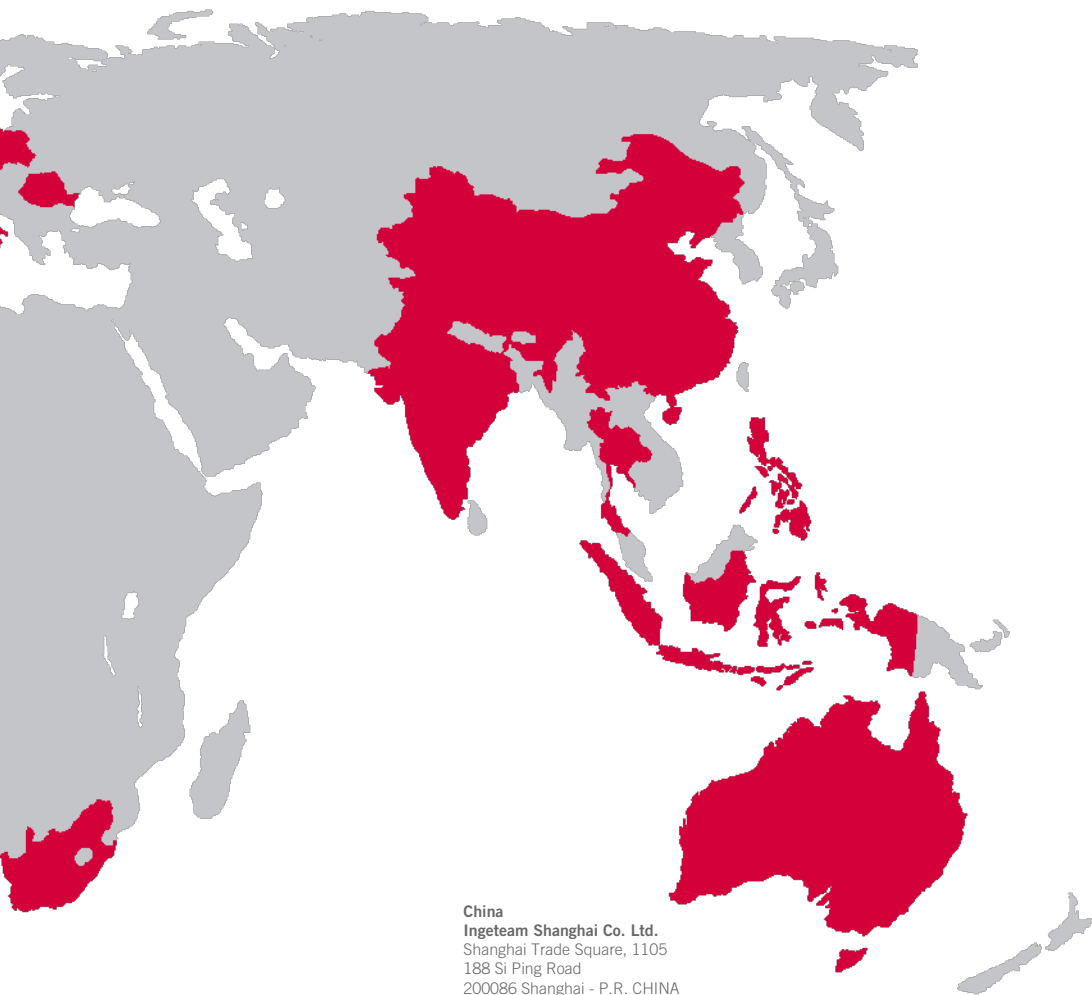 China
Ingeteam Shanghai Co. Ltd.
Shanghai Trade Square, 1105
188 Si Ping Road
200086 Shanghai - P.R. CHINA